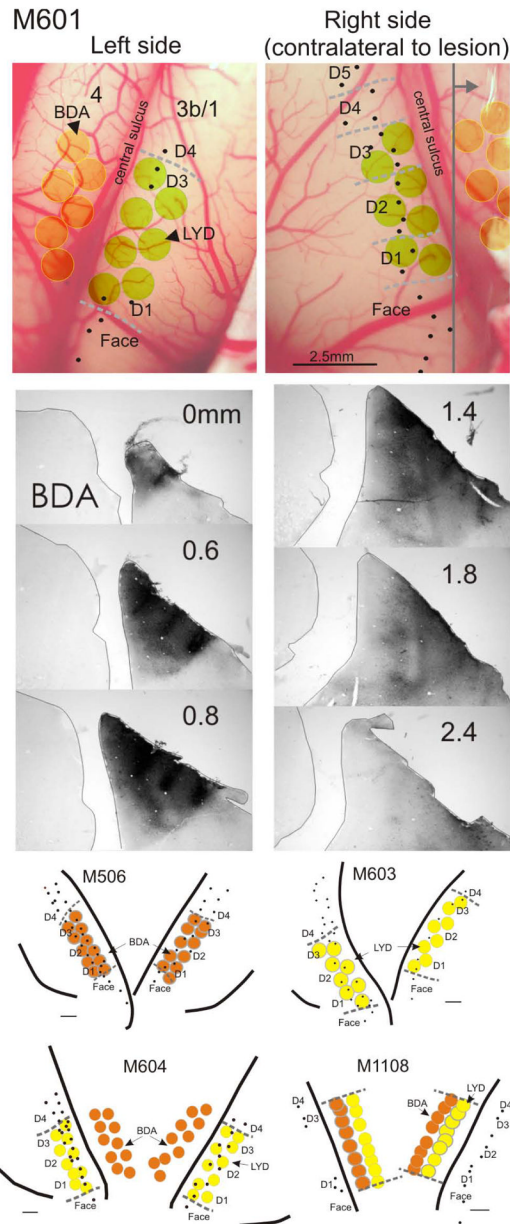 M601
Left side
Right side
(contralateral to lesion)
4
BDA
central sulcus
3b/1
D4
D3
LYD
D1
Face
D5
D4
D3
D2
D1
central sulcus
Face
2.5mm
0mm
BDA
1.4
0.6
1.8
0.8
2.4
M506
D4
D3
D2
D1
Face
BDA
D4
D3
D2
D1
Face
M603
D4
D3
D2
D1
Face
LYD
D4
D3
D2
D1
Face
M604
D4
D3
D2
D1
Face
BDA
D4
D3
D2
LYD
D1
Face
M1108
D4
D3
D1
Face
BDA
LYD
D4
D3
D2
D1
Face